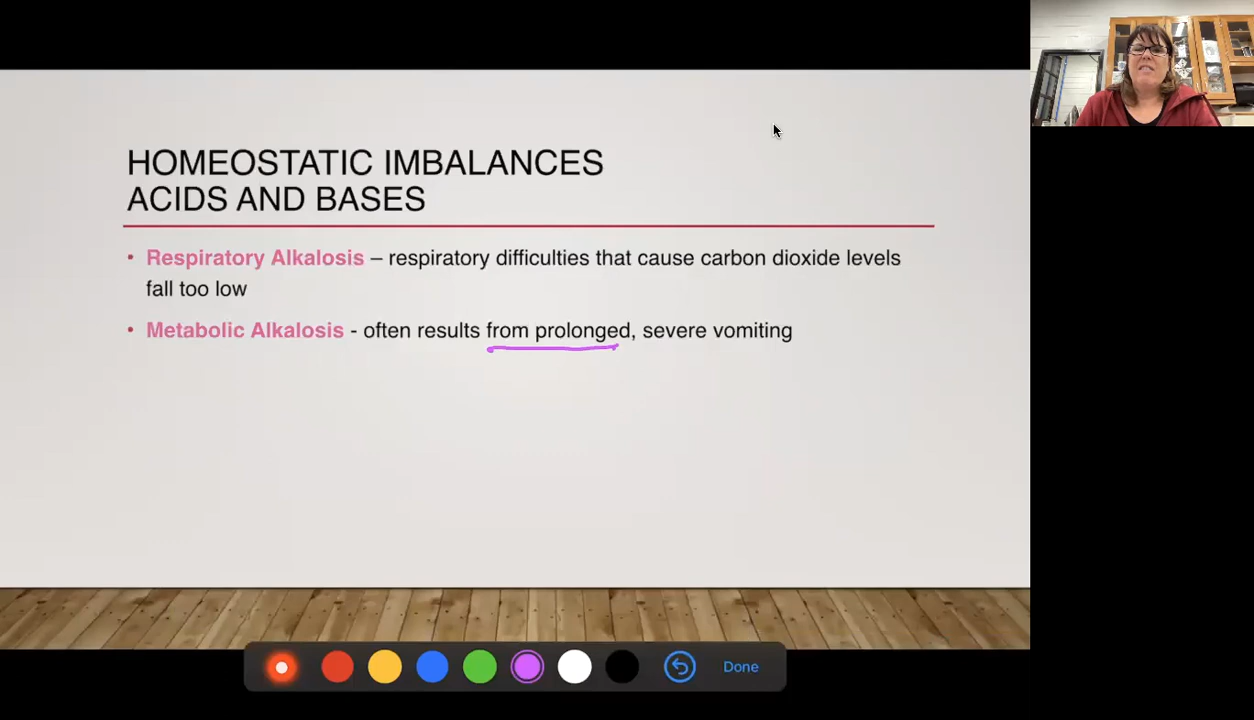 HOMEOSTATIC IMBALANCES
ACIDS AND BASES
• Respiratory Alkalosis – respiratory difficulties that cause carbon dioxide levels
fall too low
• Metabolic Alkalosis - often results from prolonged, severe vomiting
Done